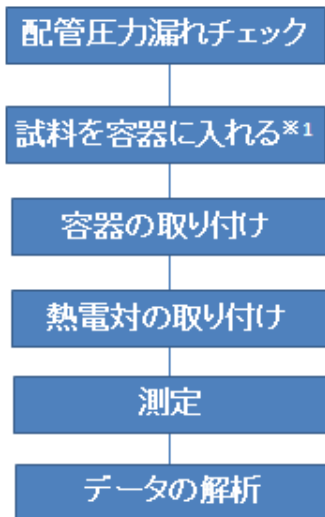 配管圧力漏れチェック
試料を容器に入れる※1
容器の取り付け
熱電対の取り付け
測定
データの解析